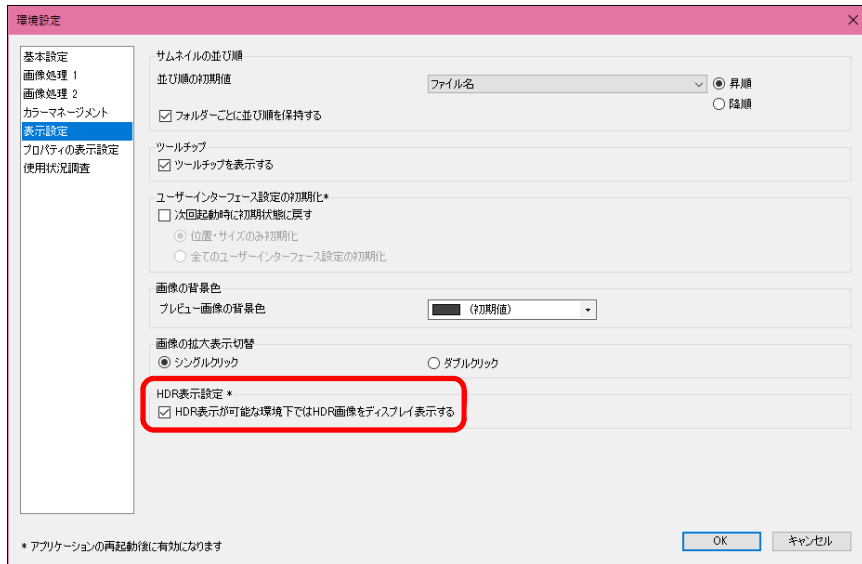 環境設定
基本設定
画像処理 1
画像処理 2
カラーマネージメント
表示設定
プロパティの表示設定
使用状況調査
サムネイルの並び順
並び順の初期値
ファイル名
昇順
降順
フォルダーごとに並び順を保持する
ツールチップ
ツールチップを表示する
ユーザーインターフェース設定の初期化*
次回起動時に初期状態に戻す
位置・サイズのみ初期化
全てのユーザーインターフェース設定の初期化
画像の背景色
プレビュー画像の背景色
(初期値)
画像の拡大表示切替
シングルクリック
ダブルクリック
HDR表示設定 *
HDR表示が可能な環境下ではHDR画像をディスプレイ表示する
* アプリケーションの再起動後に有効になります
OK
キャンセル